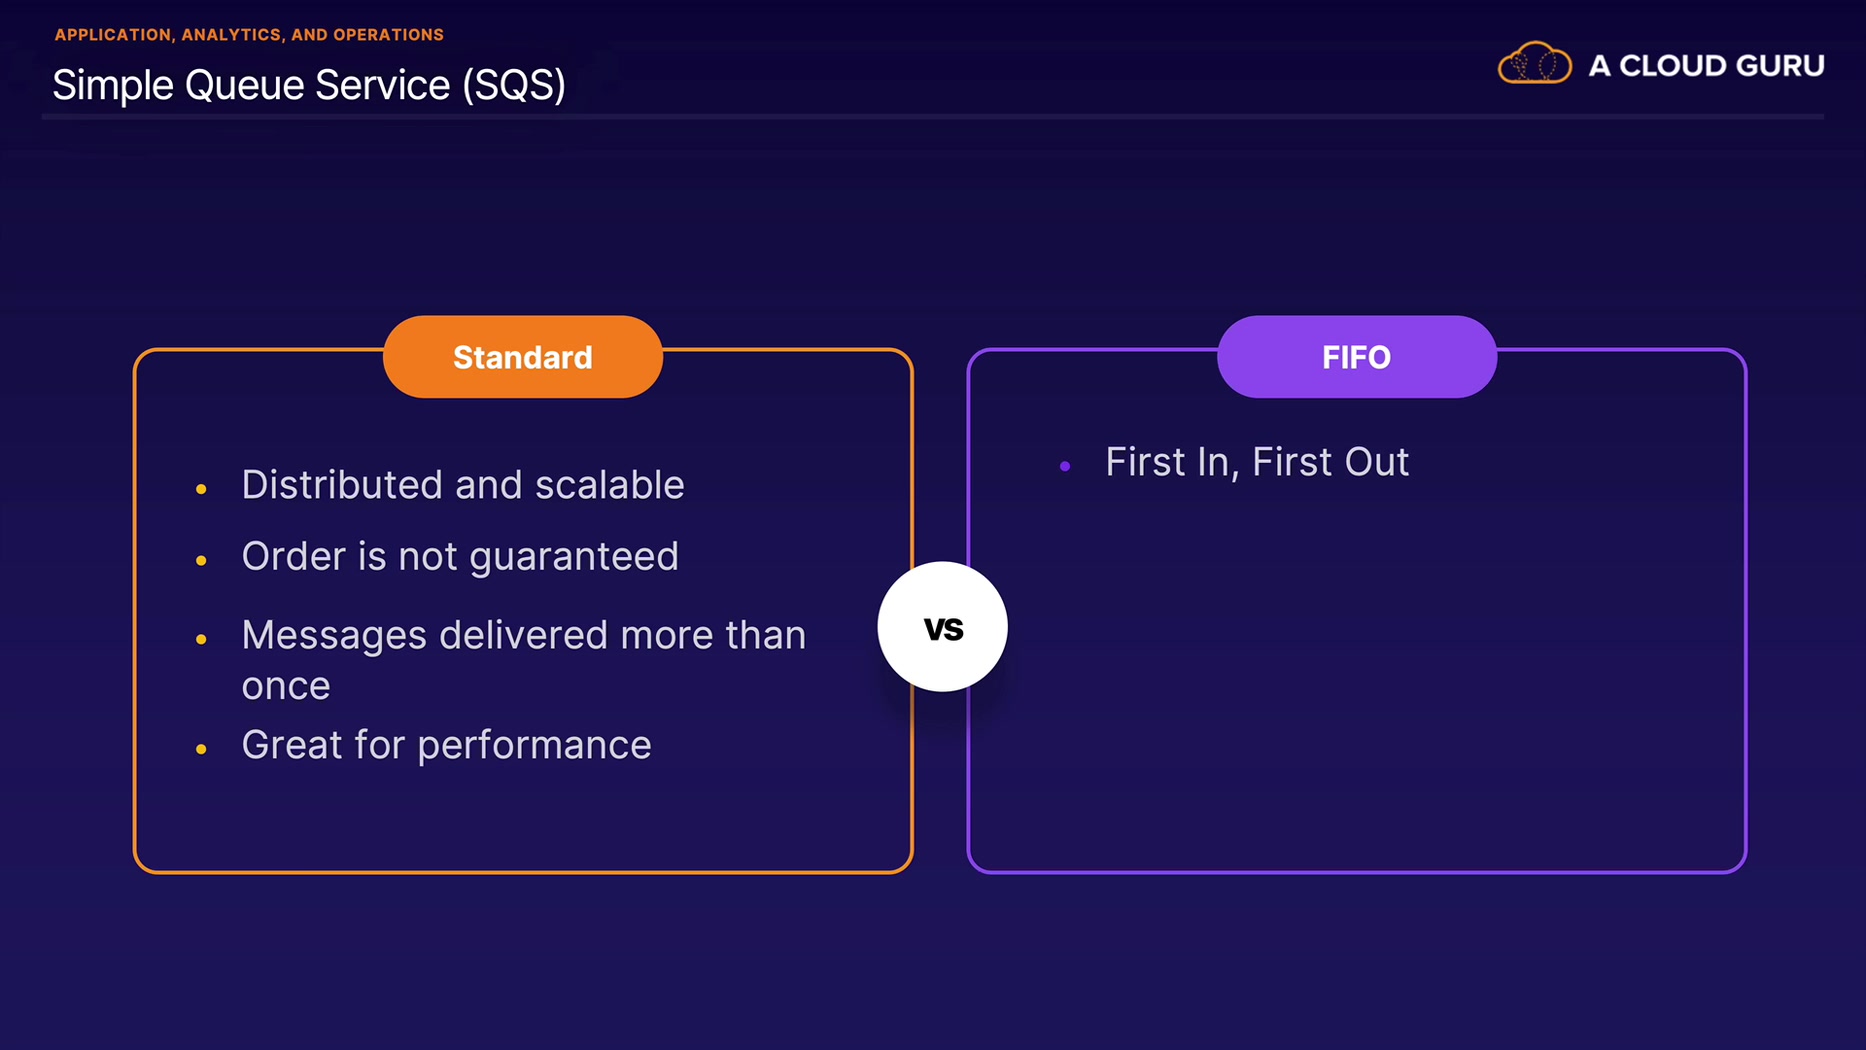 APPLICATION, ANALYTICS, AND OPERATIONS
Simple Queue Service (SQS)
A CLOUD GURU
Standard
• Distributed and scalable
• Order is not guaranteed
• Messages delivered more than
once
• Great for performance
VS
FIFO
• First In, First Out